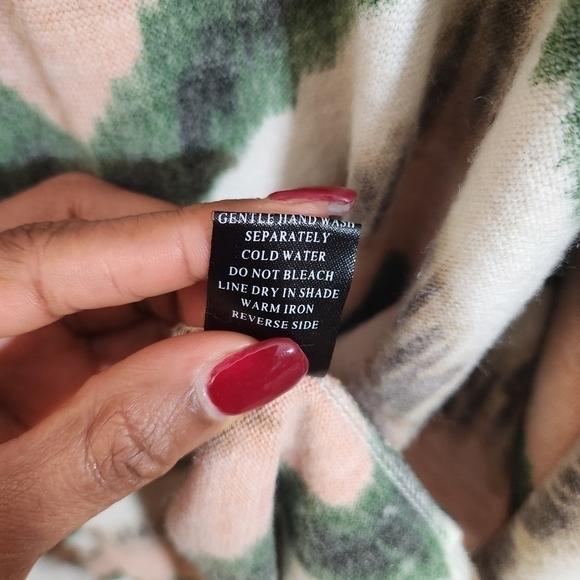 GENTLE HAND WASH
SEPARATELY
COLD WATER
DO NOT BLEACH
LINE DRY IN SHADE
WARM IRON
REVERSE SIDE